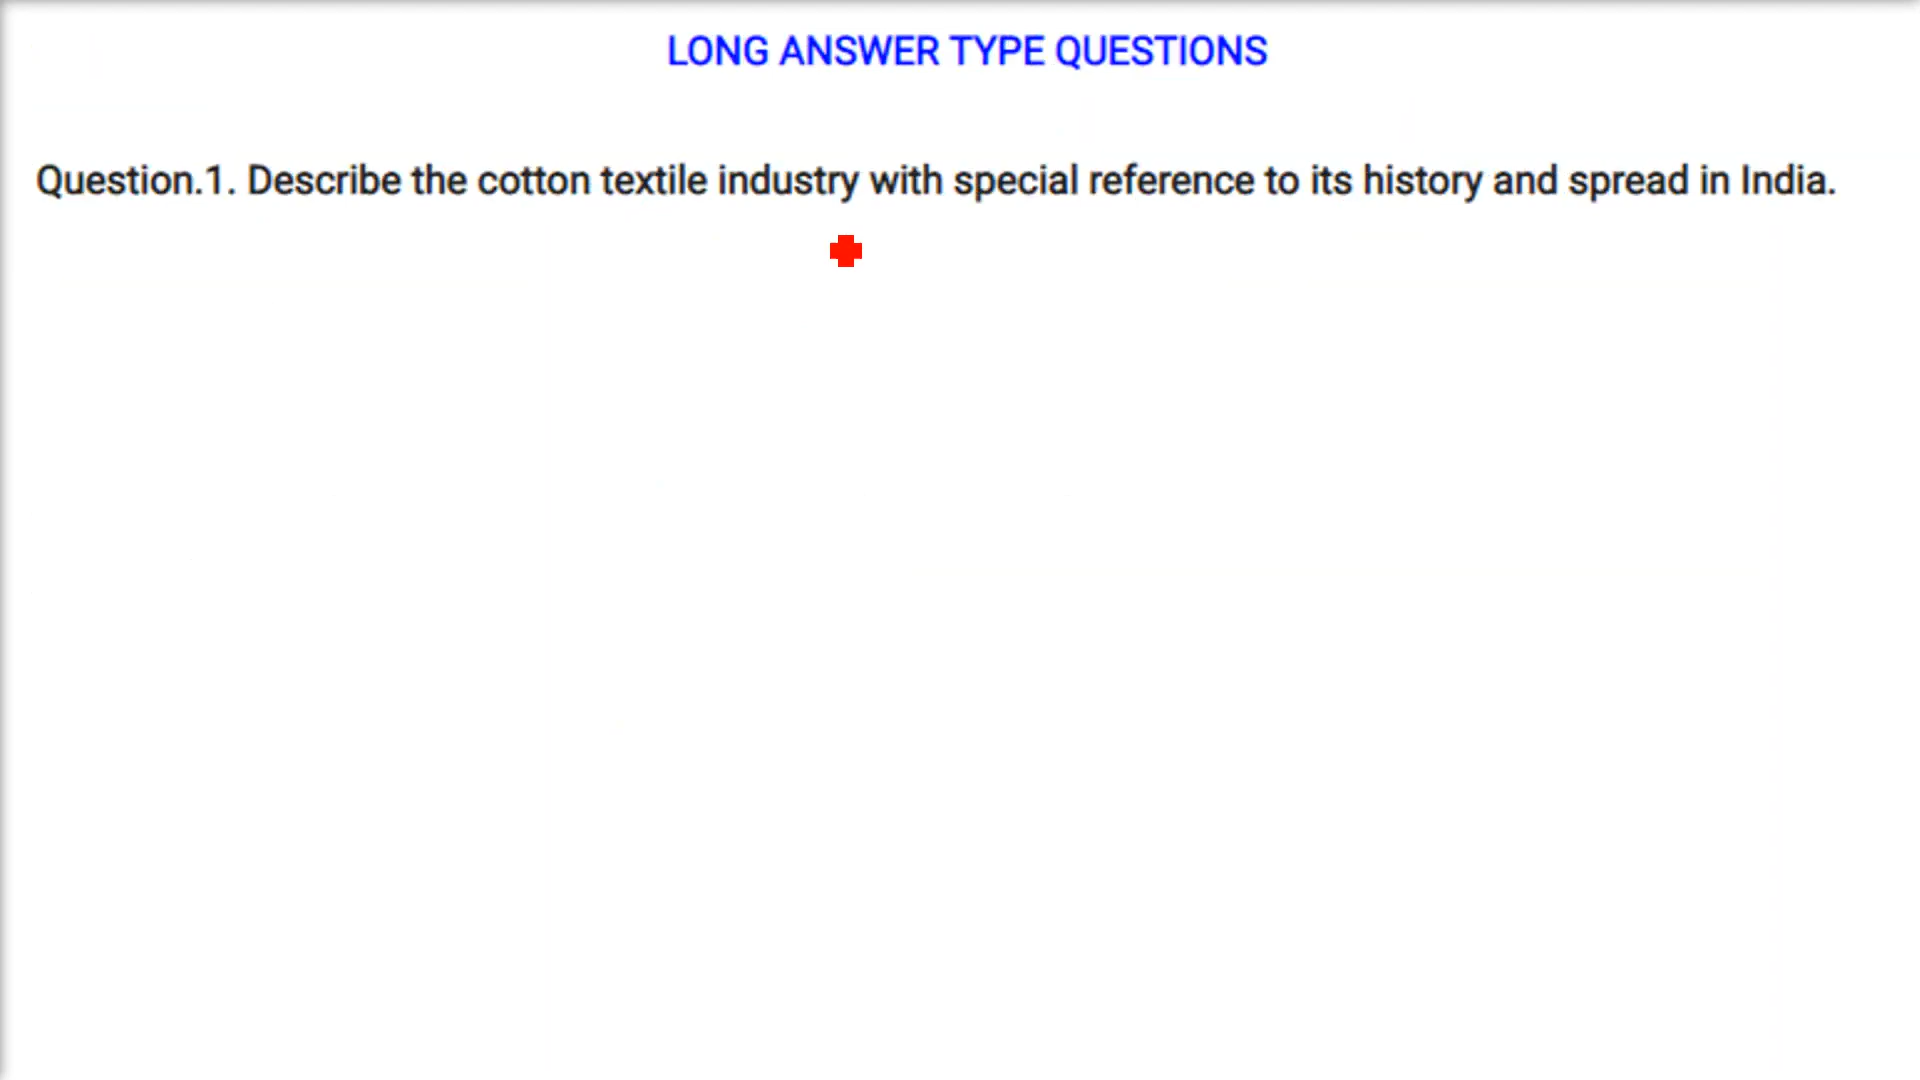 LONG ANSWER TYPE QUESTIONS
Question.1. Describe the cotton textile industry with special reference to its history and spread in India.